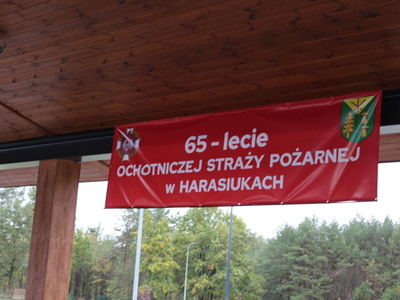 65 - lecie
OCHOTNICZEJ STRAŻY POŻARNEJ
w HARASIUKACH